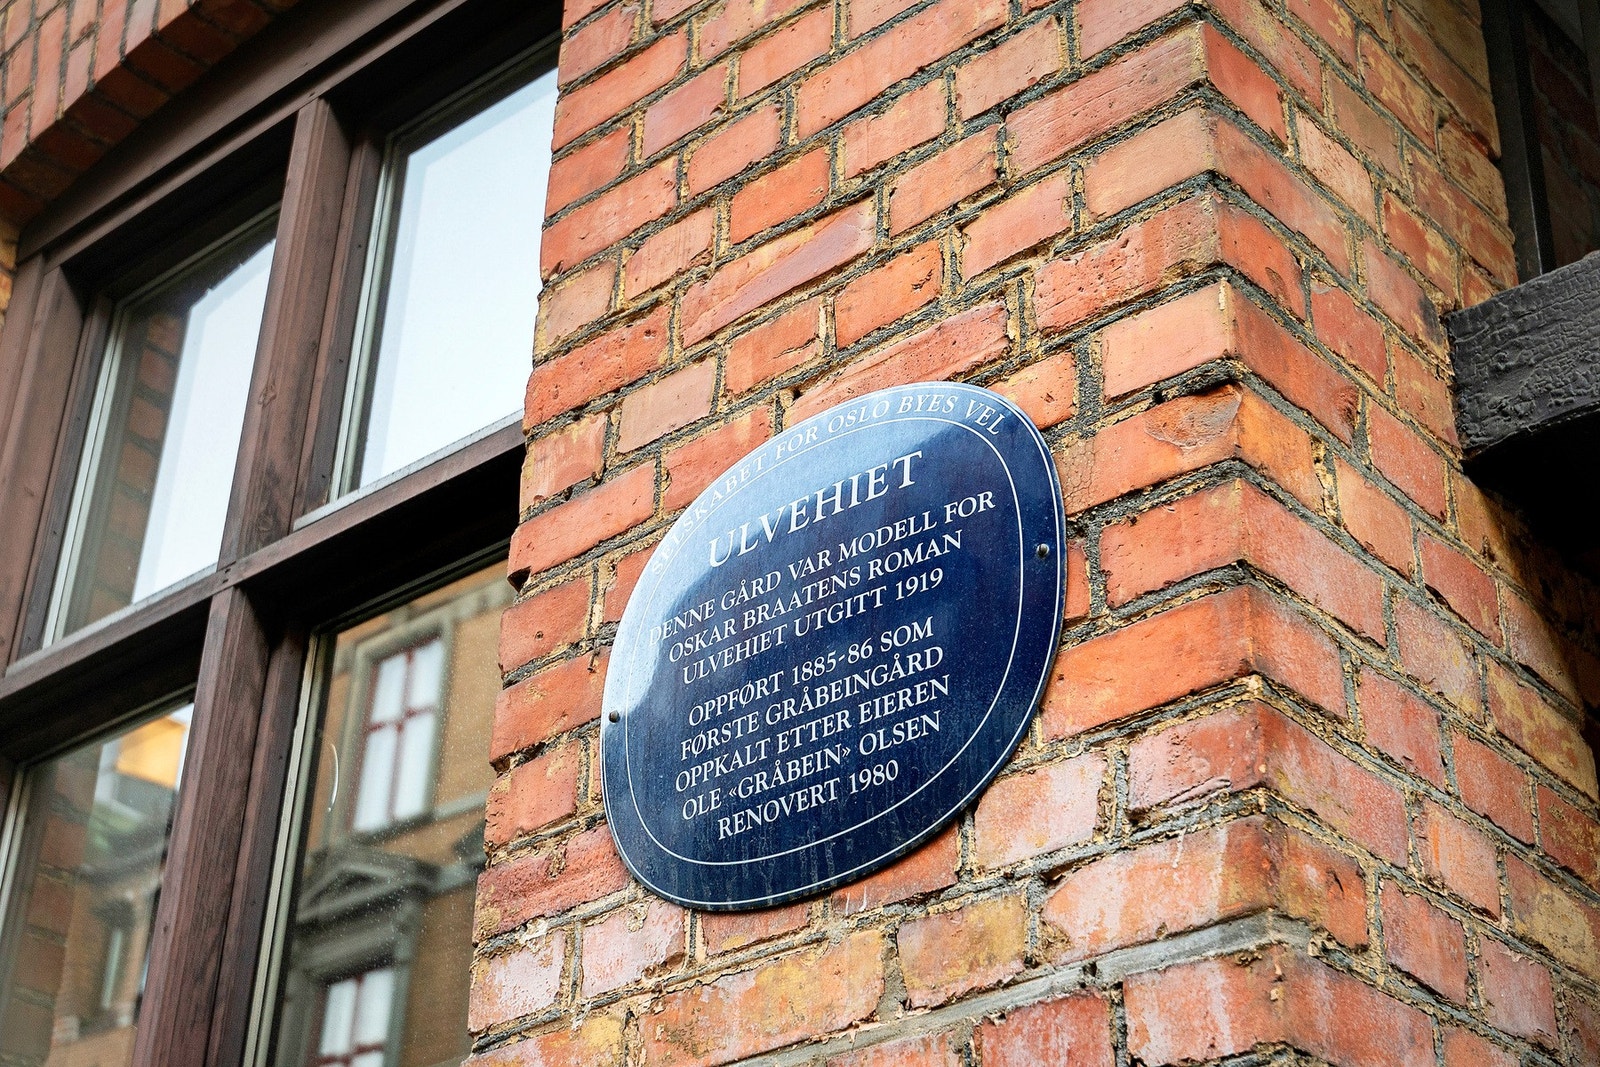 SELSKABET FOR OSLO BYES VEL
ULVEHIET
DENNE GÅRD VAR MODELL FOR
OSKAR BRAATENS ROMAN
ULVEHIET UTGITT 1919
OPPFØRT 1885-86 SOM
FØRSTE GRÅBEINGÅRD
OPPKALT ETTER EIEREN
OLE «GRÅBEIN» OLSEN
RENOVERT 1980